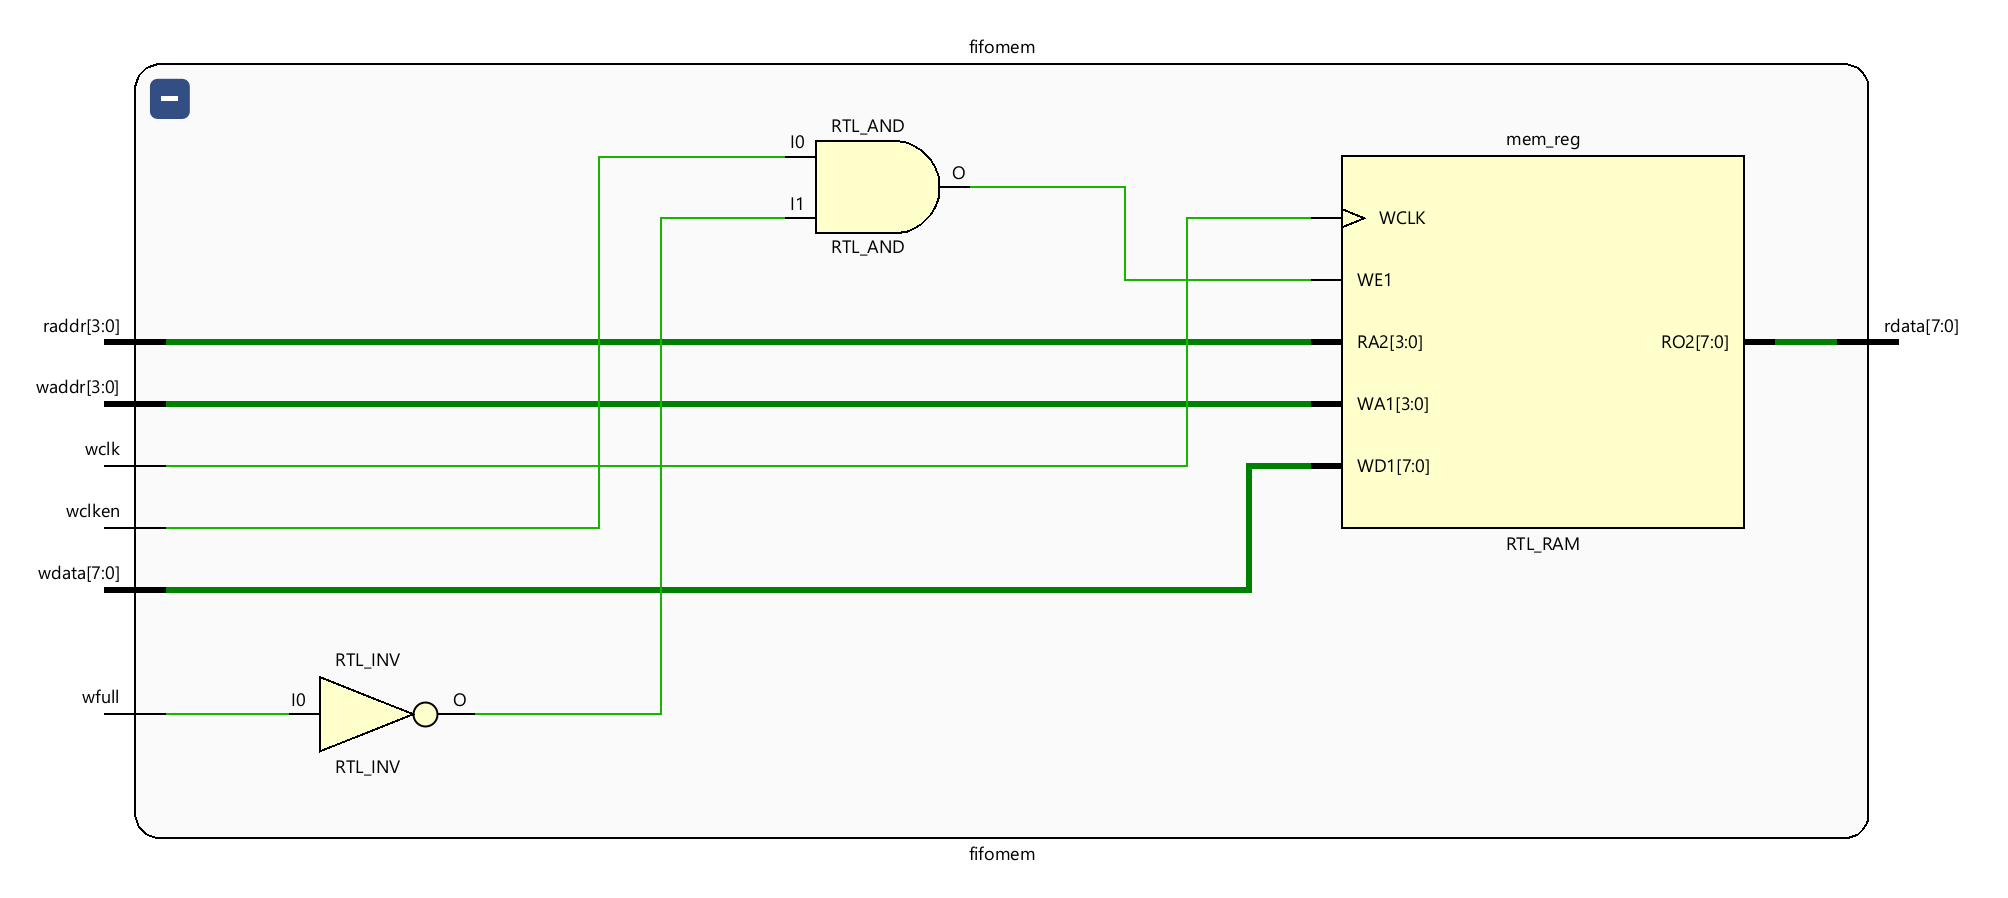 fifomem
RTL_AND
I0
O
I1
RTL_AND
mem_reg
WCLK
WE1
RA2[3:0]
RO2[7:0]
WA1[3:0]
WD1[7:0]
RTL_RAM
raddr[3:0]
waddr[3:0]
wclk
wclken
wdata[7:0]
wfull
rdata[7:0]
RTL_INV
I0
O
RTL_INV
fifomem